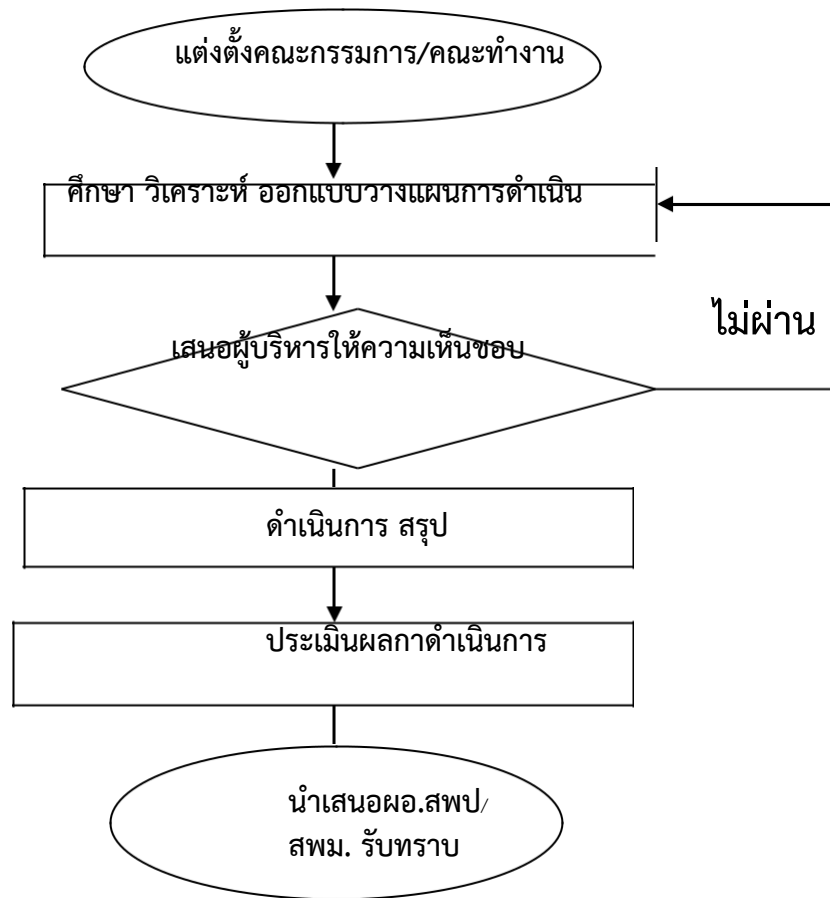 แต่งตั้งคณะกรรมการ/คณะทำงาน
ศึกษา วิเคราะห์ ออกแบบวางแผนการดำเนิน
ไม่ผ่าน
เสนอผู้บริหารให้ความเห็นชอบ
ดำเนินการ สรุป
ประเมินผลกาดำเนินการ
นำเสนอผอ.สพป/
สพม. รับทราบ